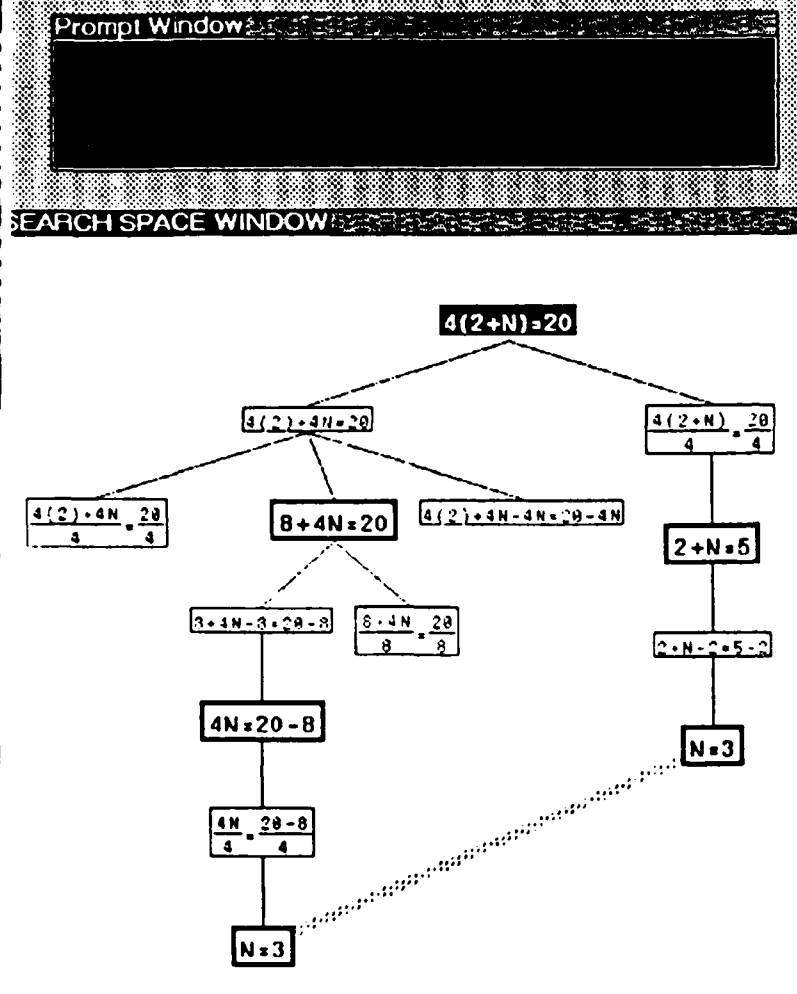 Prompt Window
SEARCH SPACE WINDOW
4(2+N)=20
4(2)+4N=20
4(2+N)/4 = 20/4
4(2)+4N/4 = 20/4
8+4N=20
4(2)+4N-4N=20-4N
2+N=5
8+4N-8=20-8
8+4N/8 = 20/8
2+N-2=5-2
4N=20-8
N=3
4N/4 = 20-8/4
N=3